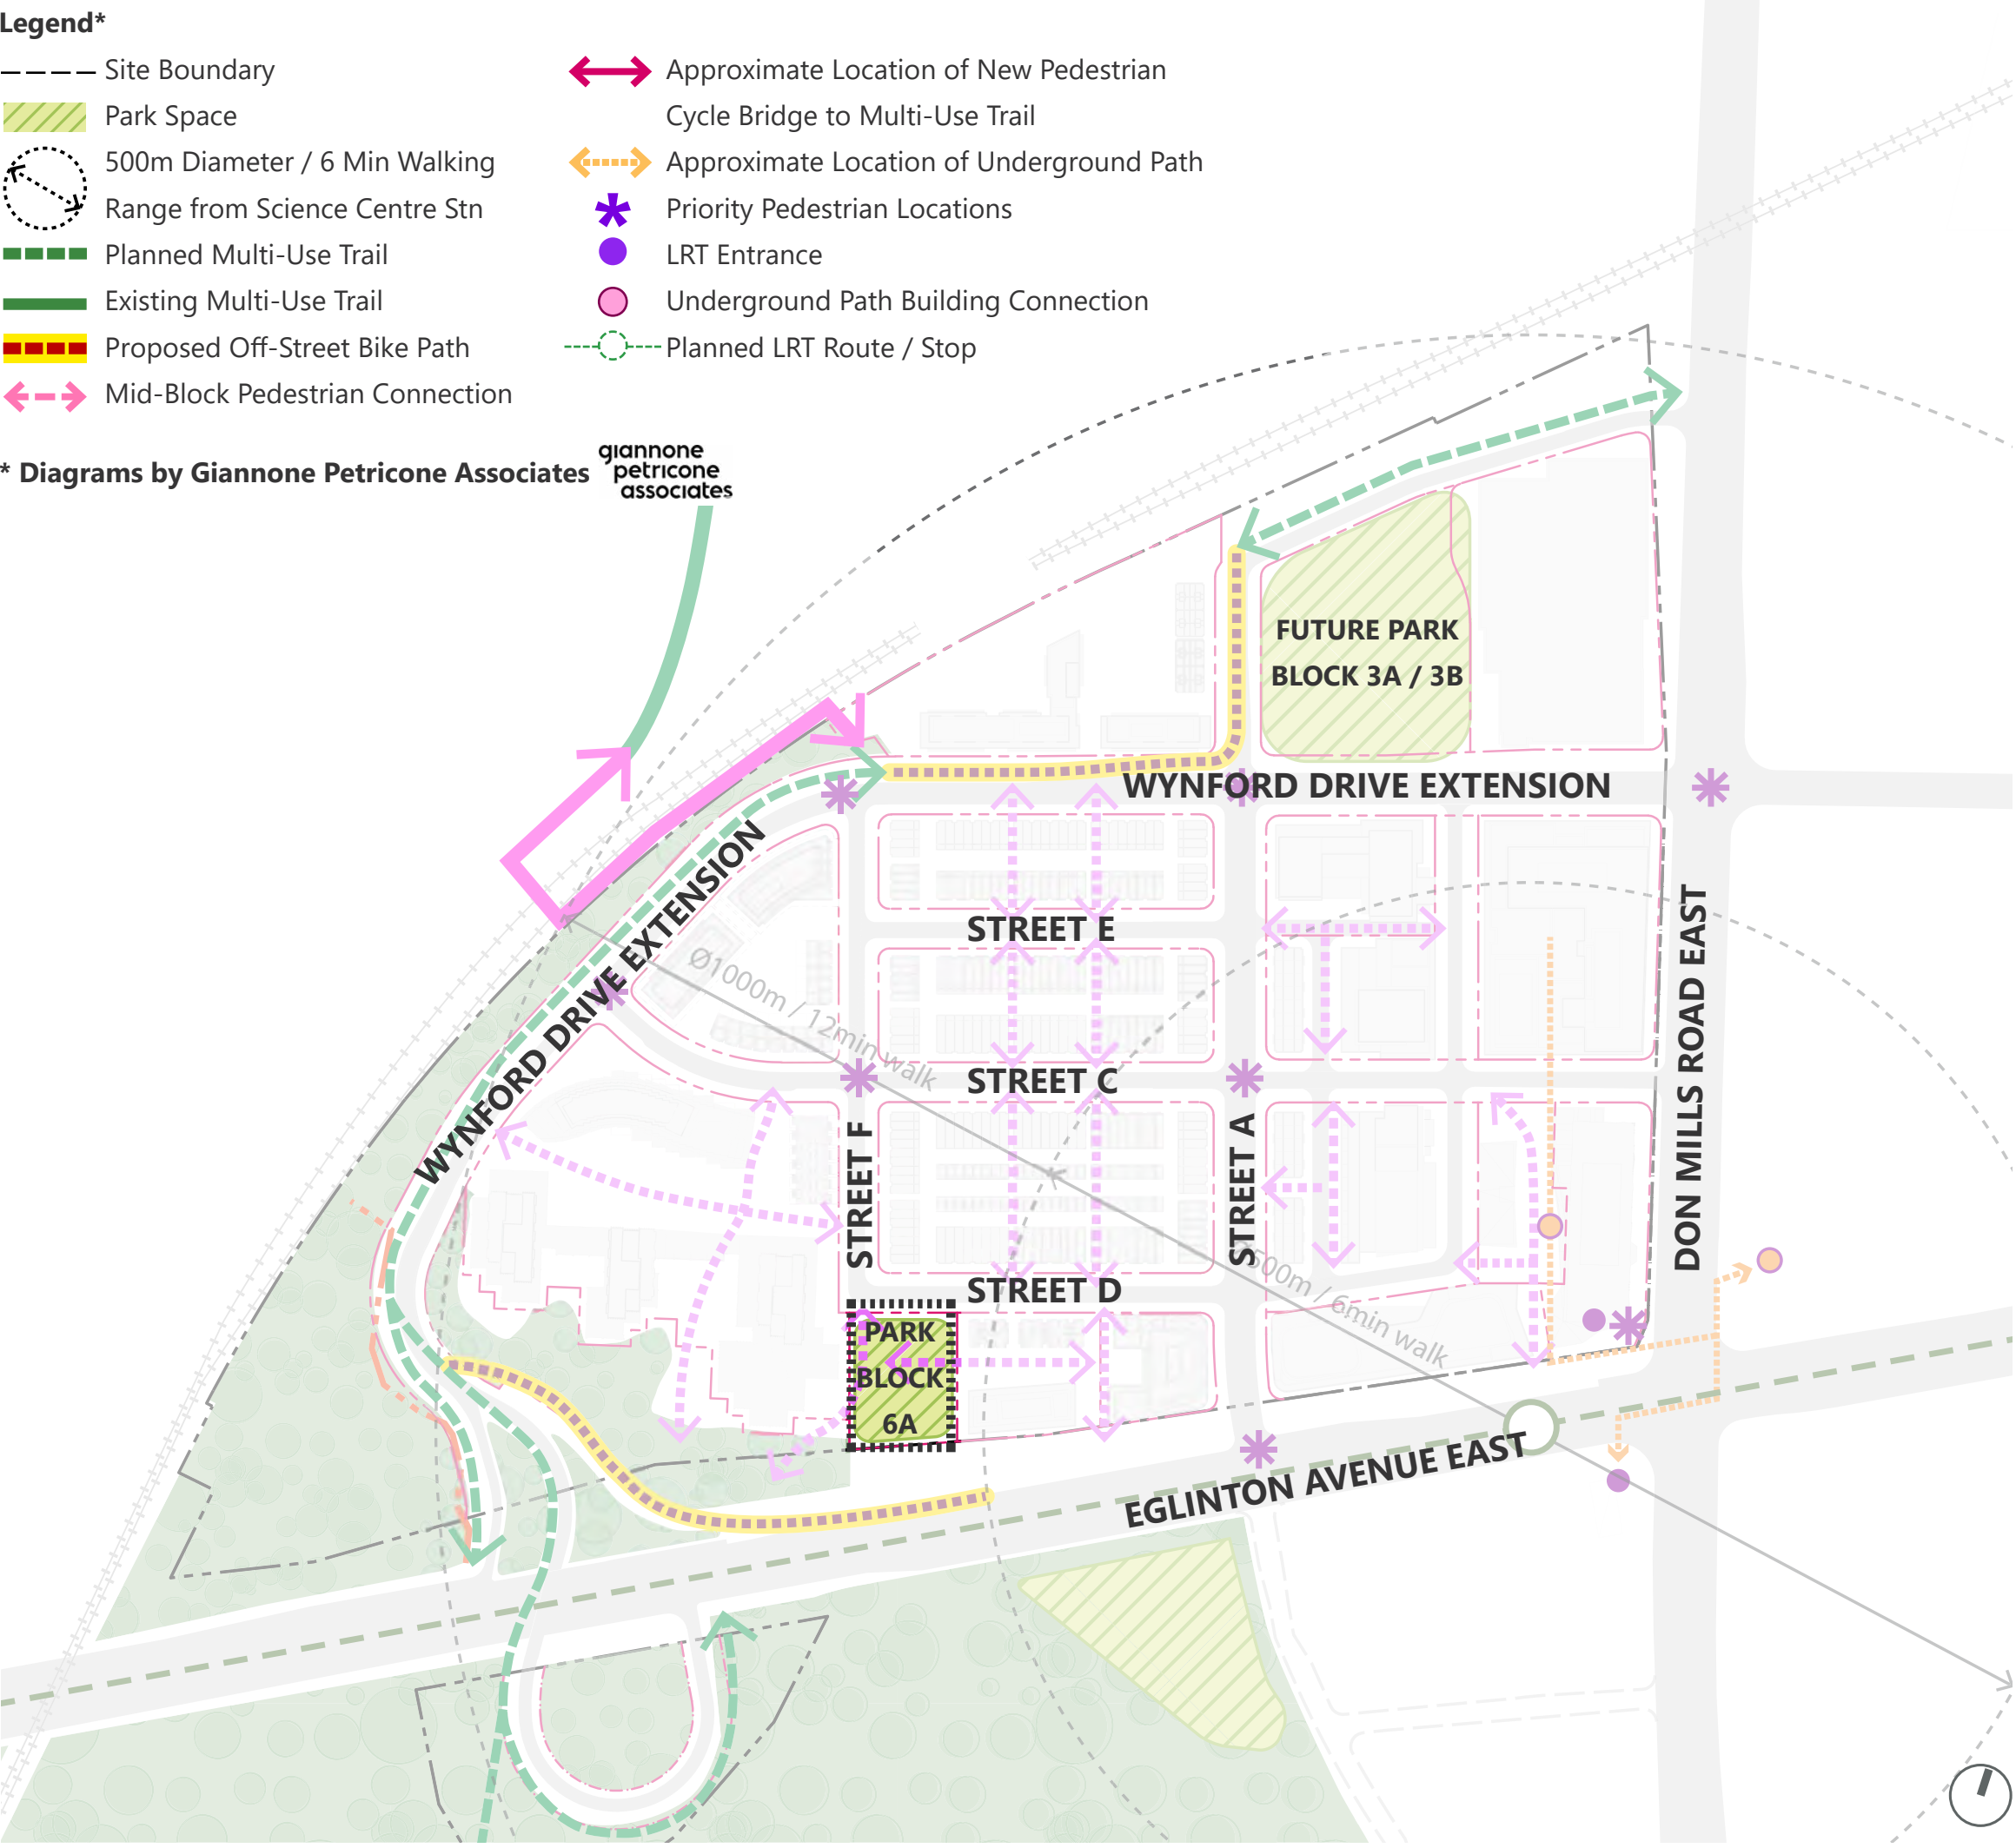 Legend*
Site Boundary
Park Space
500m Diameter / 6 Min Walking
Range from Science Centre Stn
Planned Multi-Use Trail
Existing Multi-Use Trail
Proposed Off-Street Bike Path
Mid-Block Pedestrian Connection
Approximate Location of New Pedestrian
Cycle Bridge to Multi-Use Trail
Approximate Location of Underground Path
Priority Pedestrian Locations
LRT Entrance
Underground Path Building Connection
Planned LRT Route / Stop
* Diagrams by Giannone Petricone Associates
giannone
petricone
associates
FUTURE PARK
BLOCK 3A / 3B
WYNFORD DRIVE EXTENSION
WYNFORD DRIVE EXTENSION
STREET E
Ø1000m / 12min walk
STREET C
STREET F
STREET A
DON MILLS ROAD EAST
STREET D
500m / 6min walk
PARK
BLOCK
6A
EGLINTON AVENUE EAST